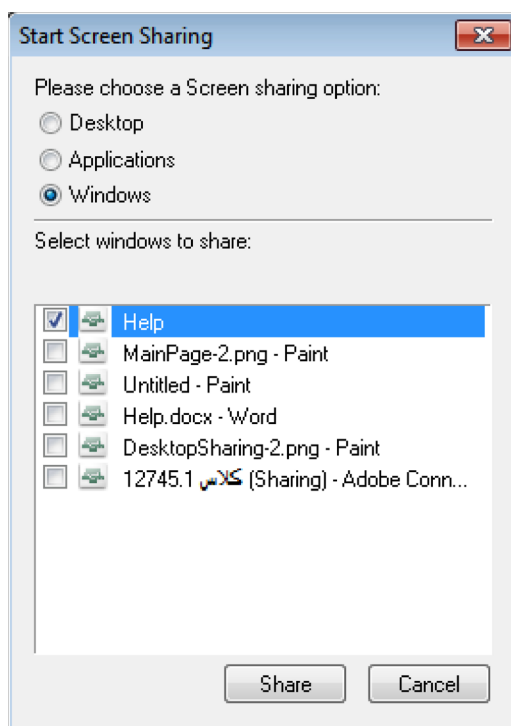 Start Screen Sharing
Please choose a Screen sharing option:
Desktop
Applications
Windows
Select windows to share:
Help
MainPage-2.png - Paint
Untitled - Paint
Help.docx - Word
DesktopSharing-2.png - Paint
12745.1 کلاس (Sharing) - Adobe Conn...
Share Cancel